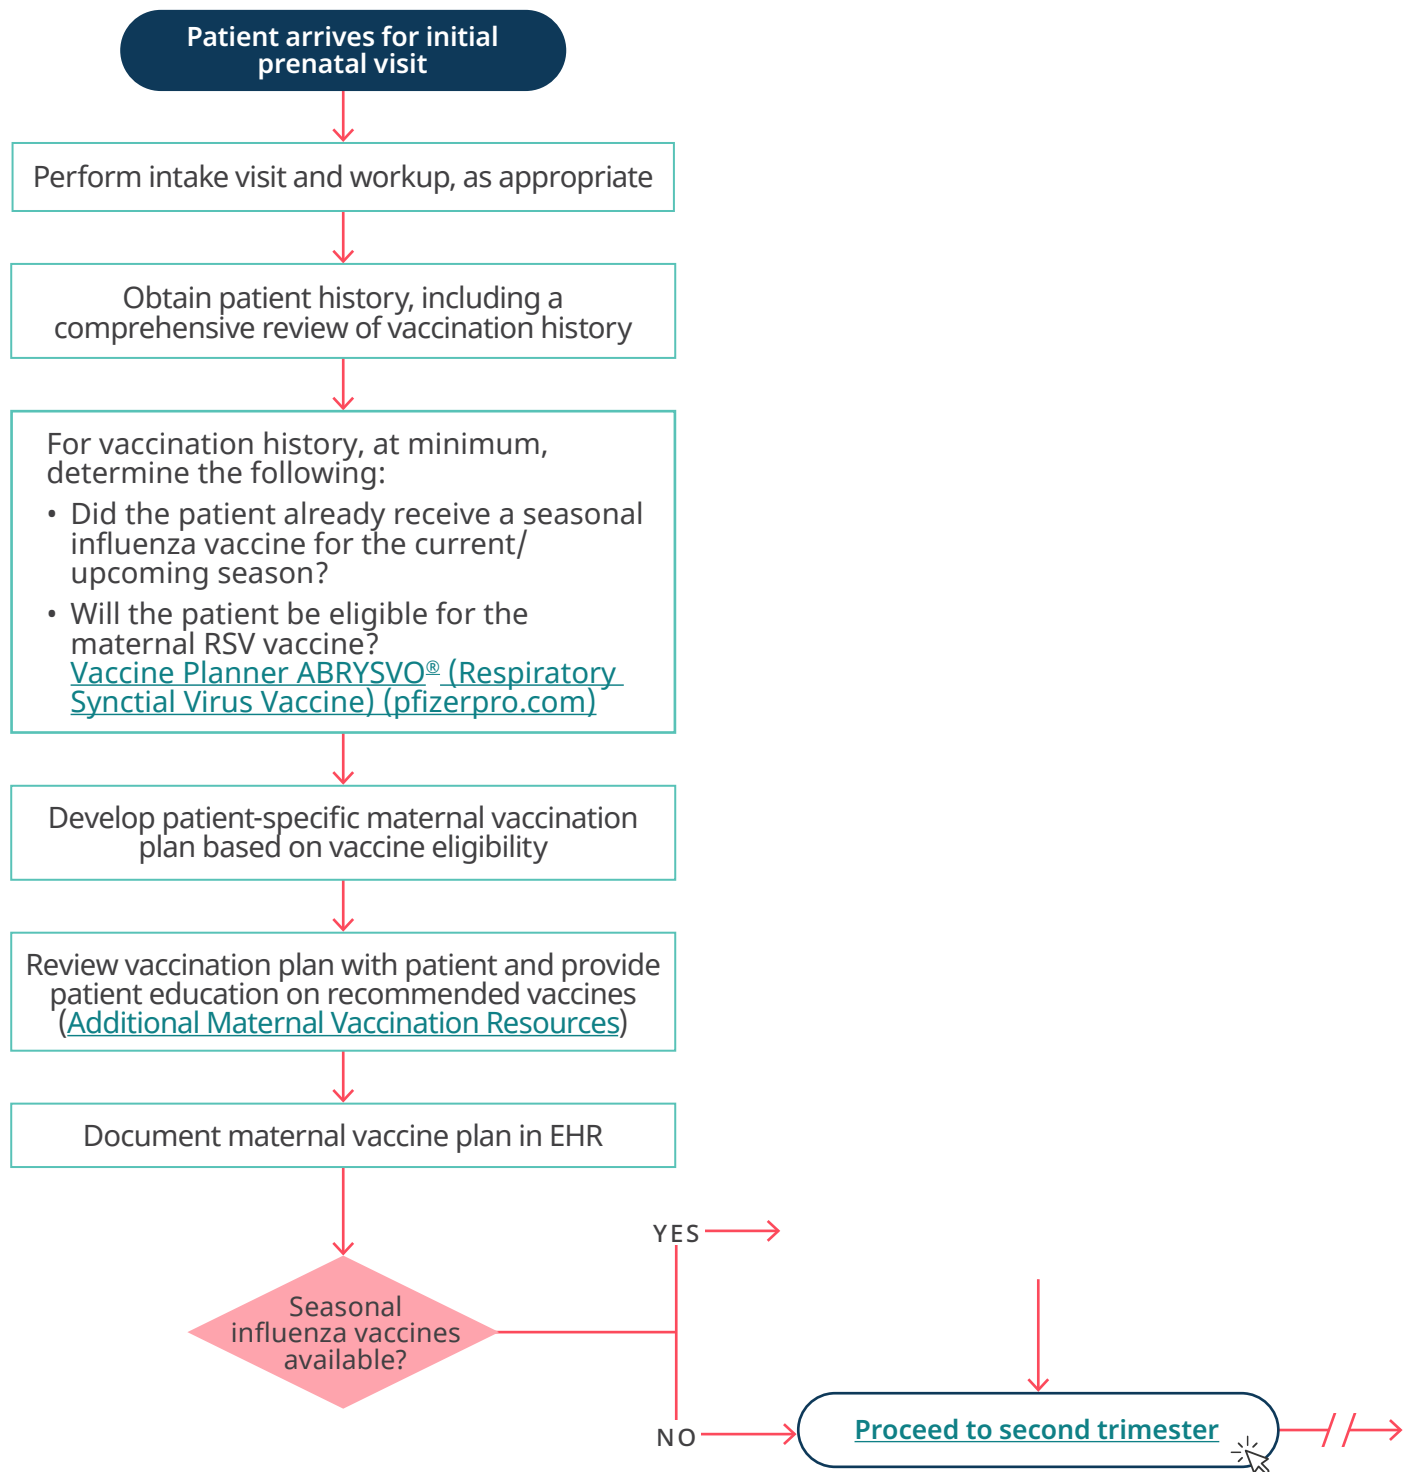 Patient arrives for initial
prenatal visit
Perform intake visit and workup, as appropriate
Obtain patient history, including a
comprehensive review of vaccination history
For vaccination history, at minimum,
determine the following:
• Did the patient already receive a seasonal
influenza vaccine for the current/
upcoming season?
• Will the patient be eligible for the
maternal RSV vaccine?
Vaccine Planner ABRYSVO® (Respiratory
Synctial Virus Vaccine) (pfizerpro.com)
Develop patient-specific maternal vaccination
plan based on vaccine eligibility
Review vaccination plan with patient and provide
patient education on recommended vaccines
(Additional Maternal Vaccination Resources)
Document maternal vaccine plan in EHR
YES
Seasonal
influenza vaccines
available?
NO
Proceed to second trimester